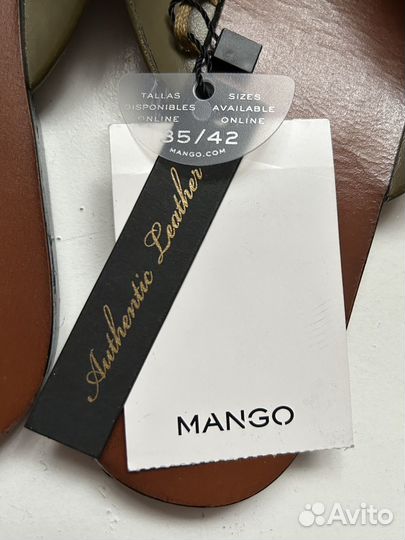 TALLAS
DISPONIBLES
ONLINE
SIZES
AVAILABLE
ONLINE
35/42
MANGO.COM
Authentic Leather
MANGO
Avito